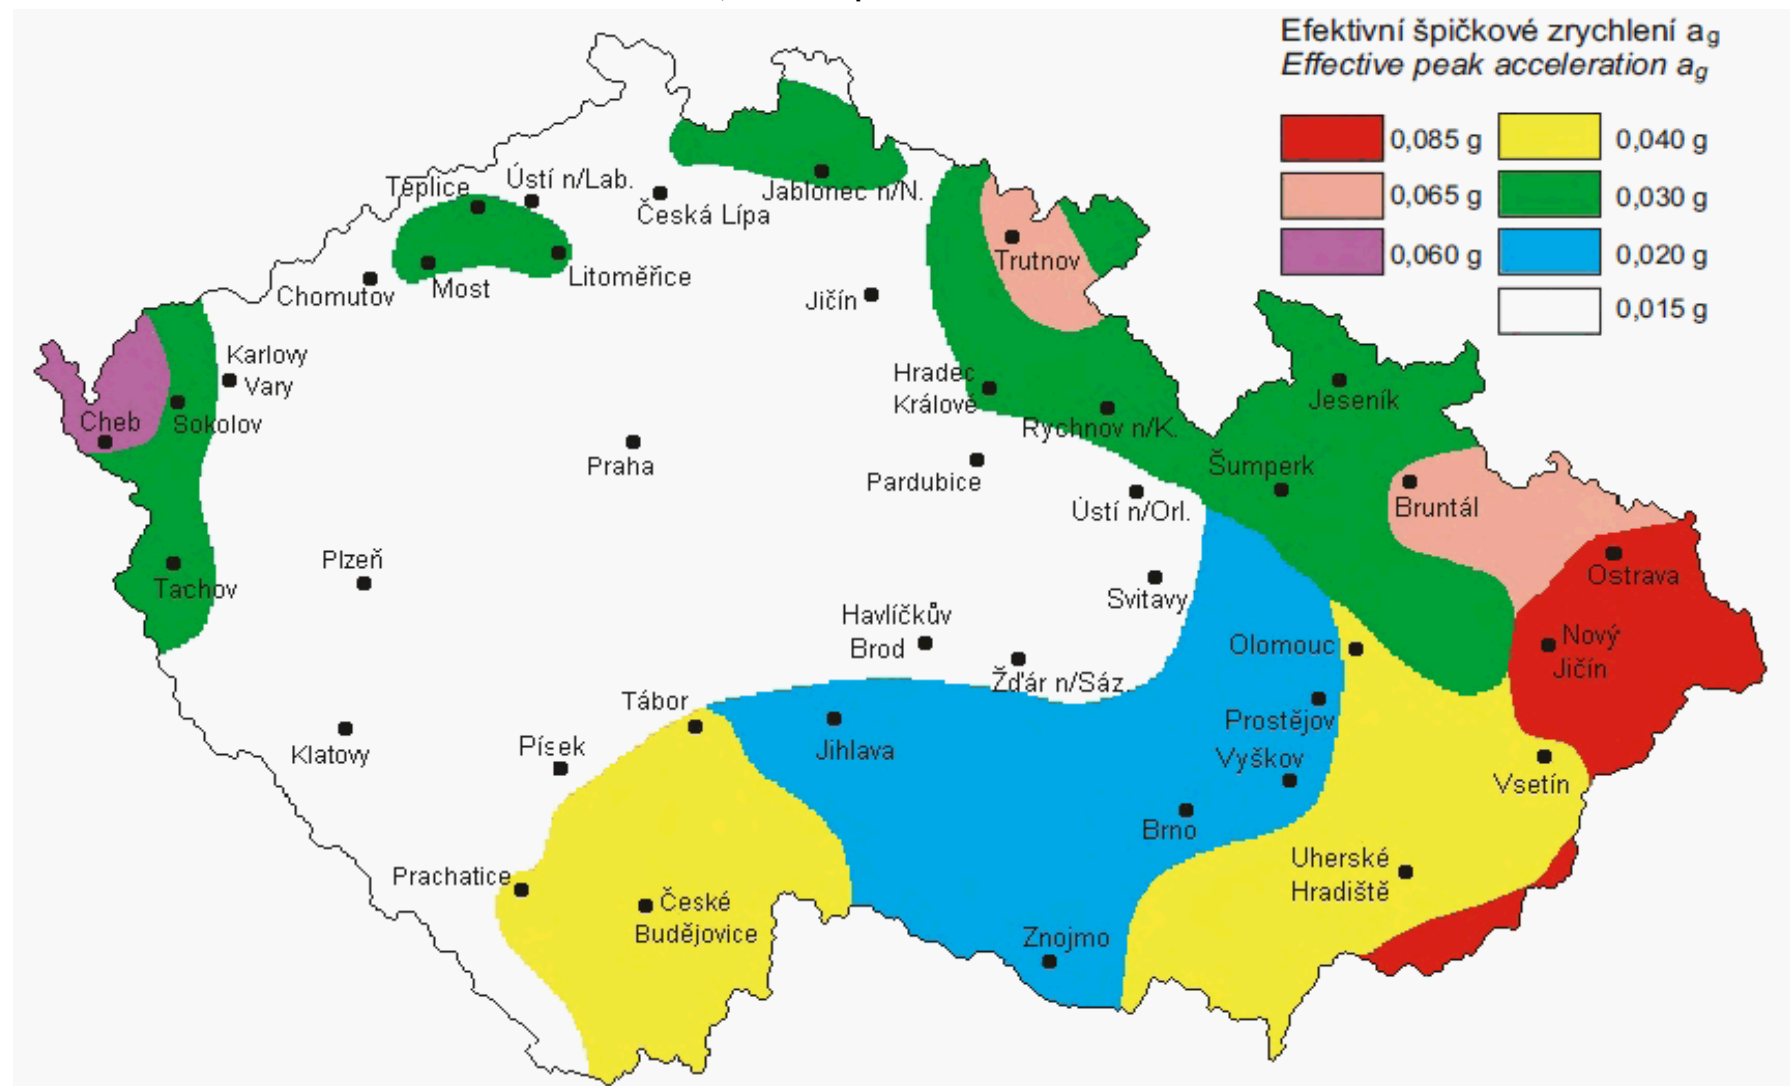 Efektivní špičkové zrychlení ag
Effective peak acceleration ag
0,085 g
0,040 g
0,065 g
0,030 g
0,060 g
0,020 g
0,015 g
Teplice
Ústí n/Lab.
Česká Lípa
Jablonec n/N.
Litoměřice
Most
Chomutov
Trutnov
Jičín
Karlovy
Vary
Hradec
Králové
Jeseník
Cheb
Sokolov
Rychnov n/K.
Praha
Pardubice
Šumperk
Bruntál
Ústí n/Orl.
Plzeň
Tachov
Ostrava
Svitavy
Havlíčkův
Brod
Olomouc
Nový
Jičín
Žďár n/Sáz.
Tábor
Prostějov
Klatovy
Písek
Jihlava
Vyškov
Vsetín
Brno
Uherské
Hradiště
Prachatice
České
Budějovice
Znojmo